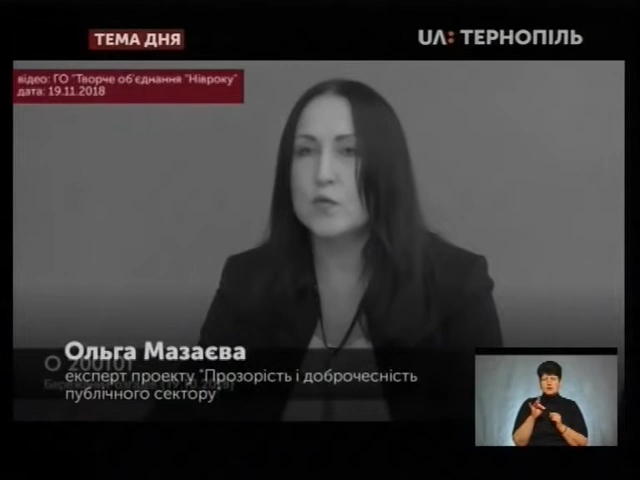 ТЕМА ДНЯ
UA: ТЕРНОПІЛЬ
відео: ГО "Творче об'єднання "Нівроку"
дата: 19.11.2018
Ольга Мазаєва
200101
експерт проекту "Прозорість і доброчесність
публічного сектору"